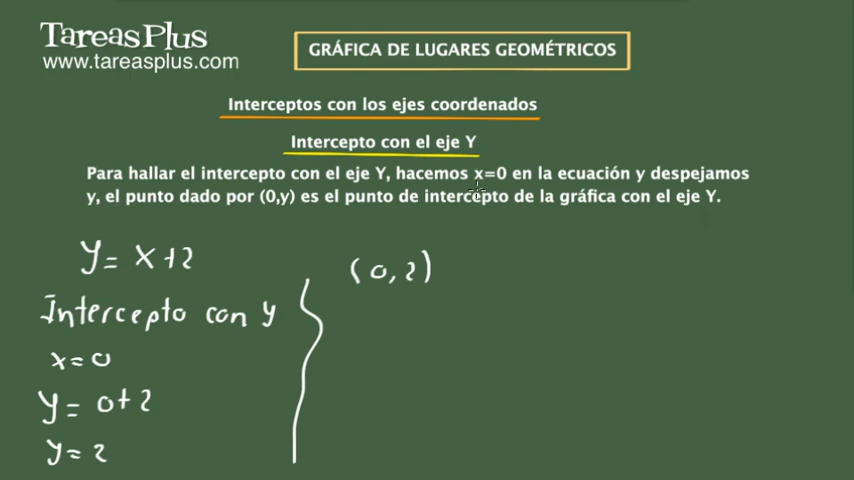 TareasPlus
www.tareasplus.com
GRÁFICA DE LUGARES GEOMÉTRICOS
Interceptos con los ejes coordenados
Intercepto con el eje Y
Para hallar el intercepto con el eje Y, hacemos x=0 en la ecuación y despejamos
y, el punto dado por (0,y) es el punto de intercepto de la gráfica con el eje Y.
y= x+2
Intercepto con y
x=0
y= 0+2
y=2
(0,2)